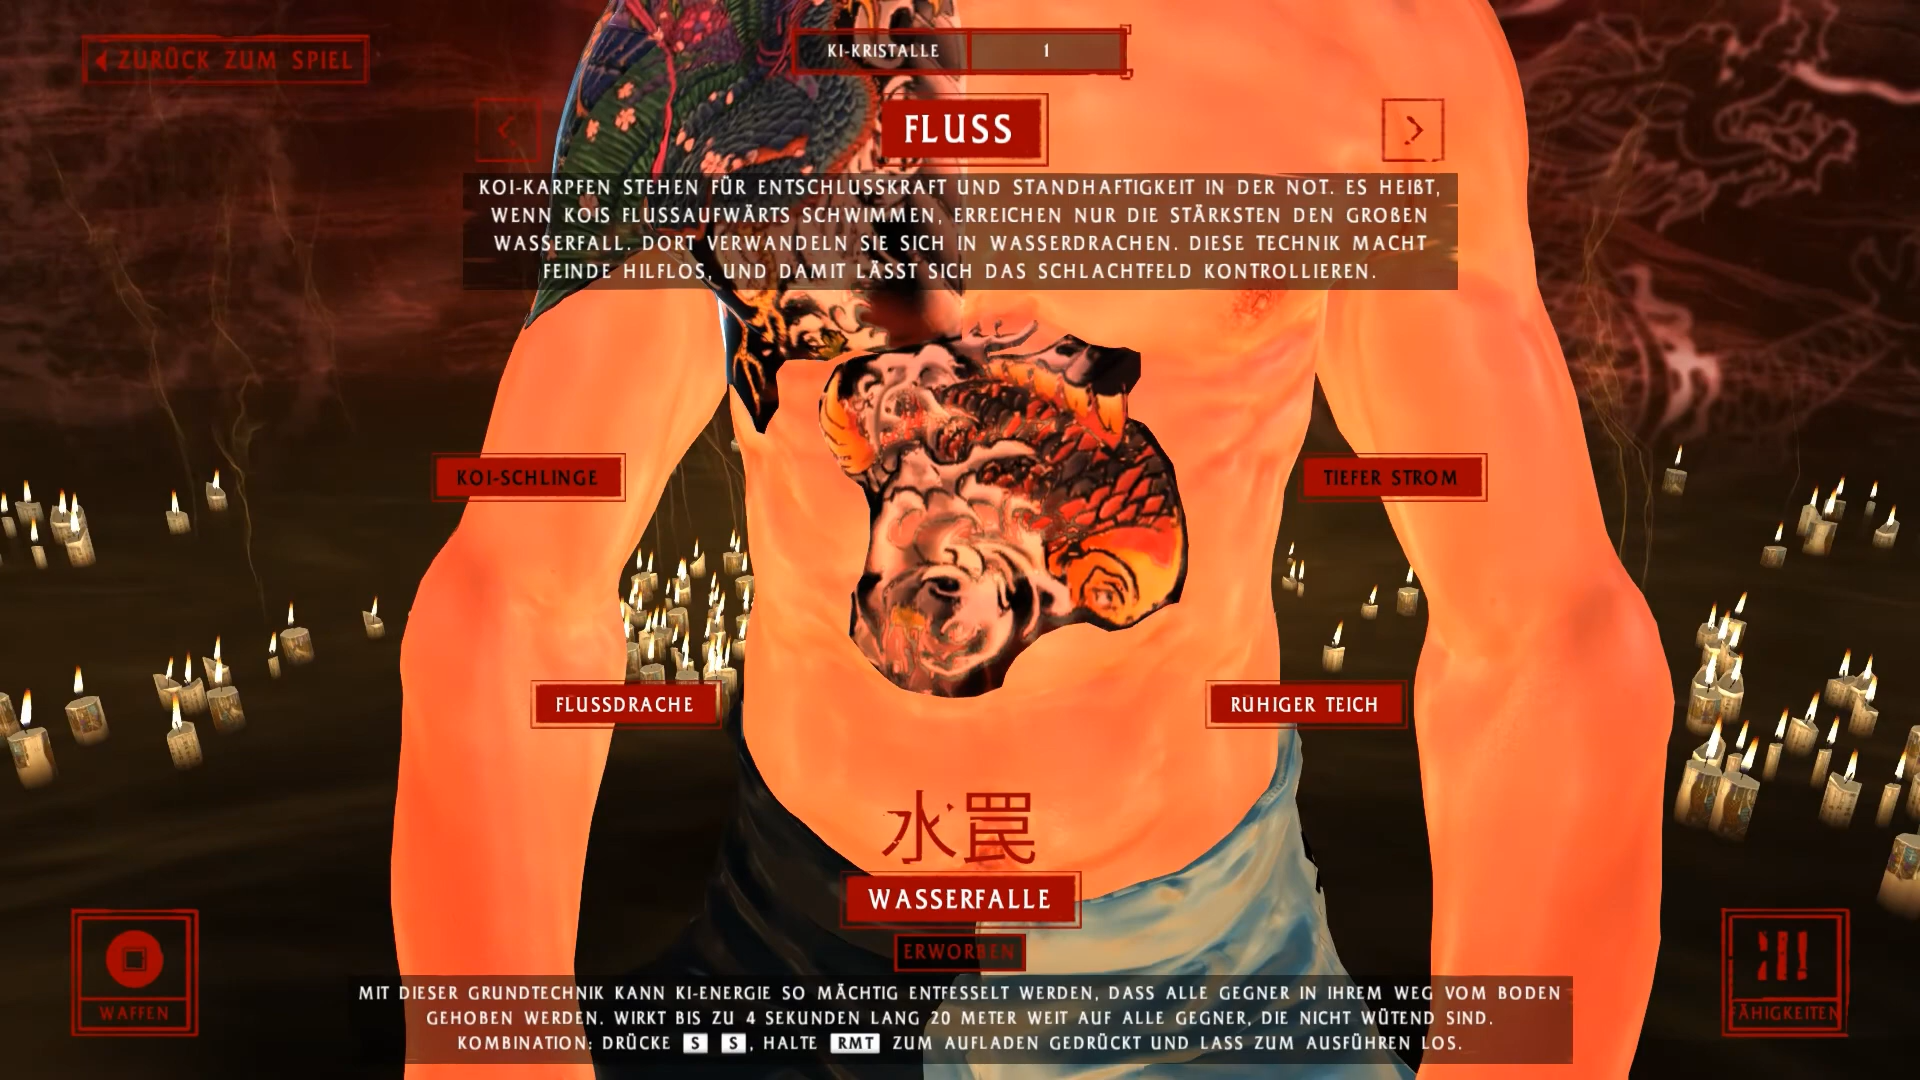 ZURÜCK ZUM SPIEL
KI-KRISTALLE 1
FLUSS
KOI-KARPFEN STEHEN FÜR ENTSCHLUSSKRAFT UND STANDHAFTIGKEIT IN DER NOT. ES HEIßT,
WENN KOIS FLUSSAUFWÄRTS SCHWIMMEN, ERREICHEN NUR DIE STÄRKSTEN DEN GROßEN
WASSERFALL. DORT VERWANDELN SIE SICH IN WASSERDRACHEN. DIESE TECHNIK MACHT
FEINDE HILFLOS, UND DAMIT LÄSST SICH DAS SCHLACHTFELD KONTROLLIEREN.
KOI-SCHLINGE
TIEFER STROM
FLUSSDRACHE
RUHIGER TEICH
水罠
WASSERFALLE
ERWORBEN
MIT DIESER GRUNDTECHNIK KANN KI-ENERGIE SO MÄCHTIG ENTFESSELT WERDEN, DASS ALLE GEGNER IN IHREM WEG VOM BODEN
GEHOBEN WERDEN. WIRKT BIS ZU 4 SEKUNDEN LANG 20 METER WEIT AUF ALLE GEGNER, DIE NICHT WÜTEND SIND.
KOMBINATION: DRÜCKE S S, HALTE RMT ZUM AUFLADEN GEDRÜCKT UND LASS ZUM AUSFÜHREN LOS.
WAFFEN
FÄHIGKEITEN